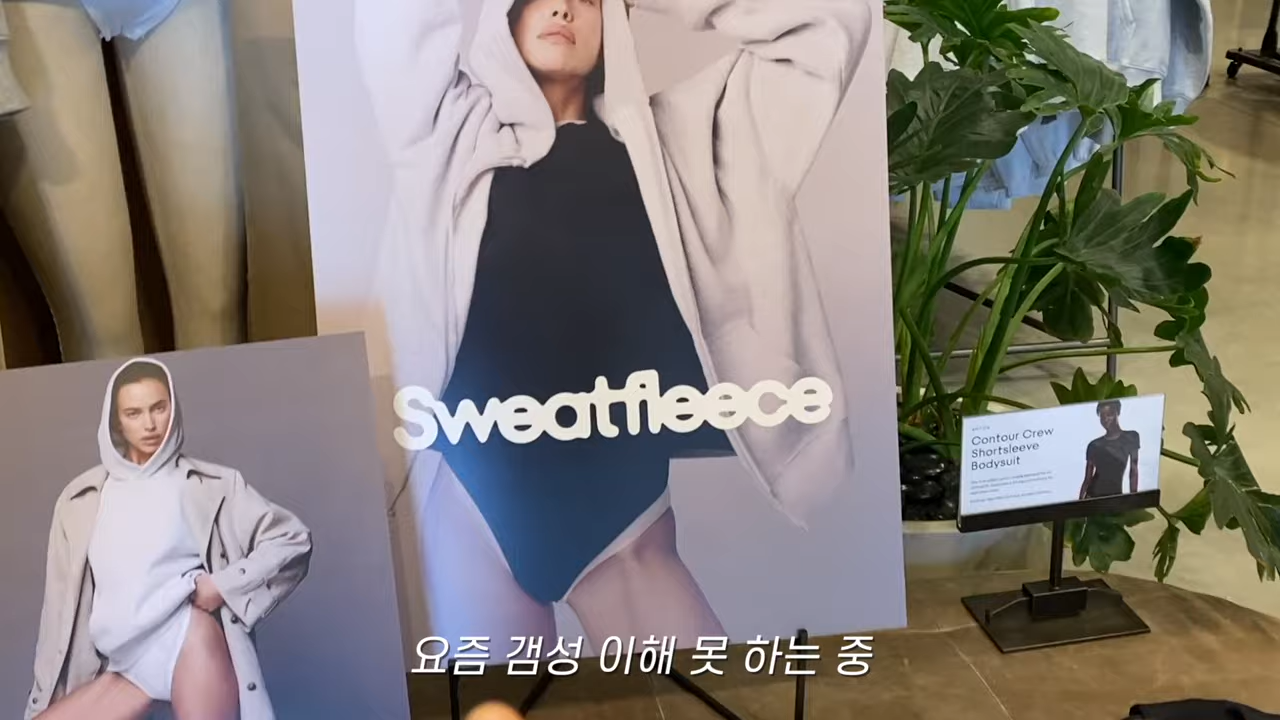 Sweatfleece
Contour Crew
Shortsleeve
Bodysuit
요즘 갬성 이해 못 하는 중